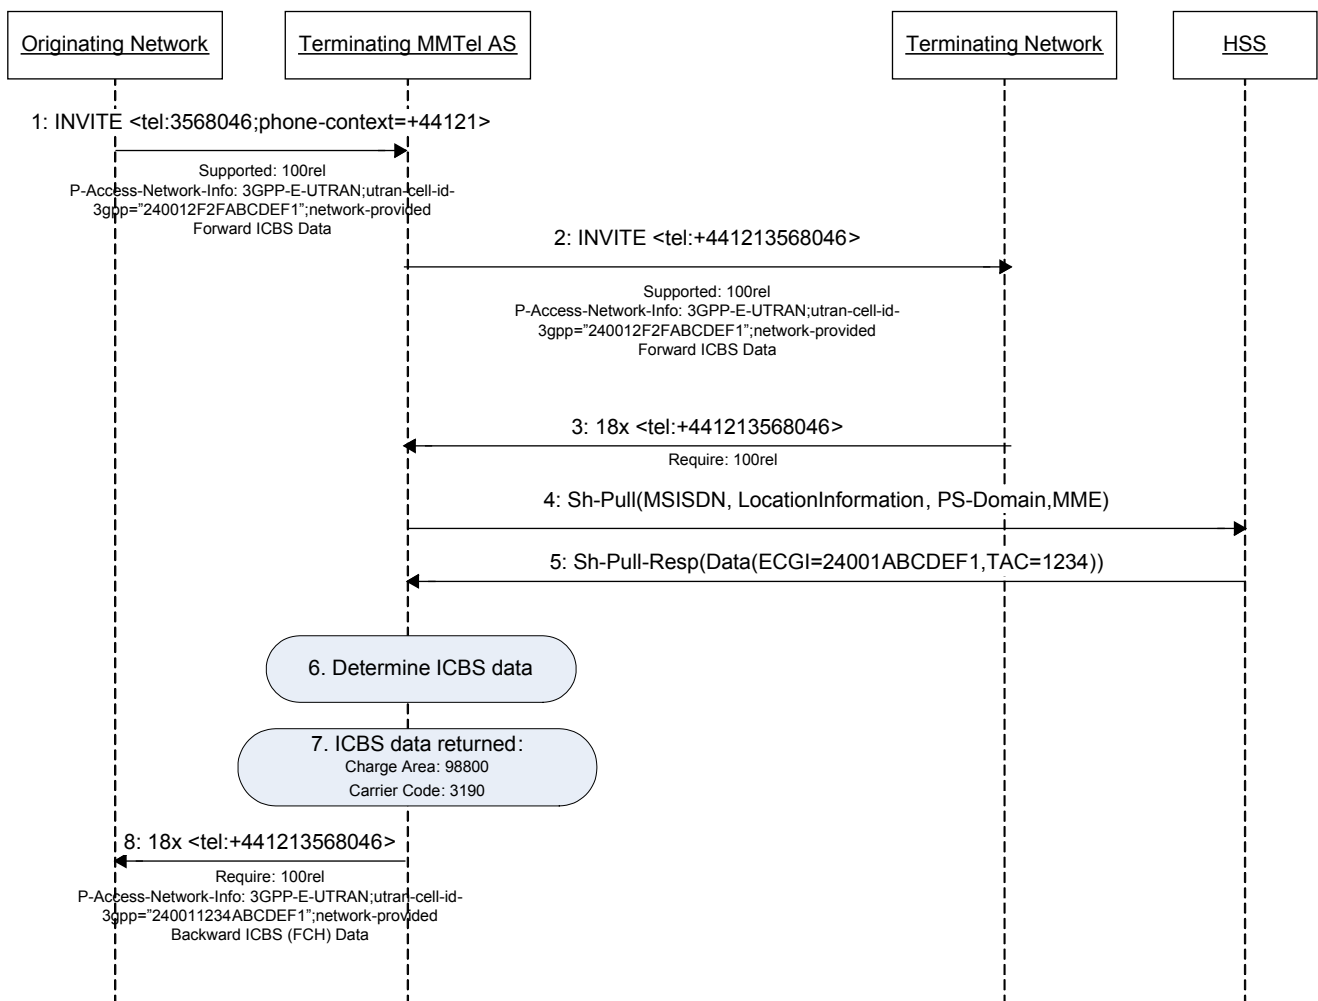 Originating Network
Terminating MMTel AS
Terminating Network
HSS
1: INVITE <tel:3568046;phone-context=+44121>
Supported: 100rel
P-Access-Network-Info: 3GPP-E-UTRAN;utran-cell-id-
3gpp=”240012F2FABCDEF1”;network-provided
Forward ICBS Data
2: INVITE <tel:+441213568046>
Supported: 100rel
P-Access-Network-Info: 3GPP-E-UTRAN;utran-cell-id-
3gpp=”240012F2FABCDEF1”;network-provided
Forward ICBS Data
3: 18x <tel:+441213568046>
Require: 100rel
4: Sh-Pull(MSISDN, LocationInformation, PS-Domain,MME)
5: Sh-Pull-Resp(Data(ECGI=24001ABCDEF1,TAC=1234))
6. Determine ICBS data
7. ICBS data returned:
Charge Area: 98800
Carrier Code: 3190
8: 18x <tel:+441213568046>
Require: 100rel
P-Access-Network-Info: 3GPP-E-UTRAN;utran-cell-id-
3gpp=”240011234ABCDEF1”;network-provided
Backward ICBS (FCH) Data